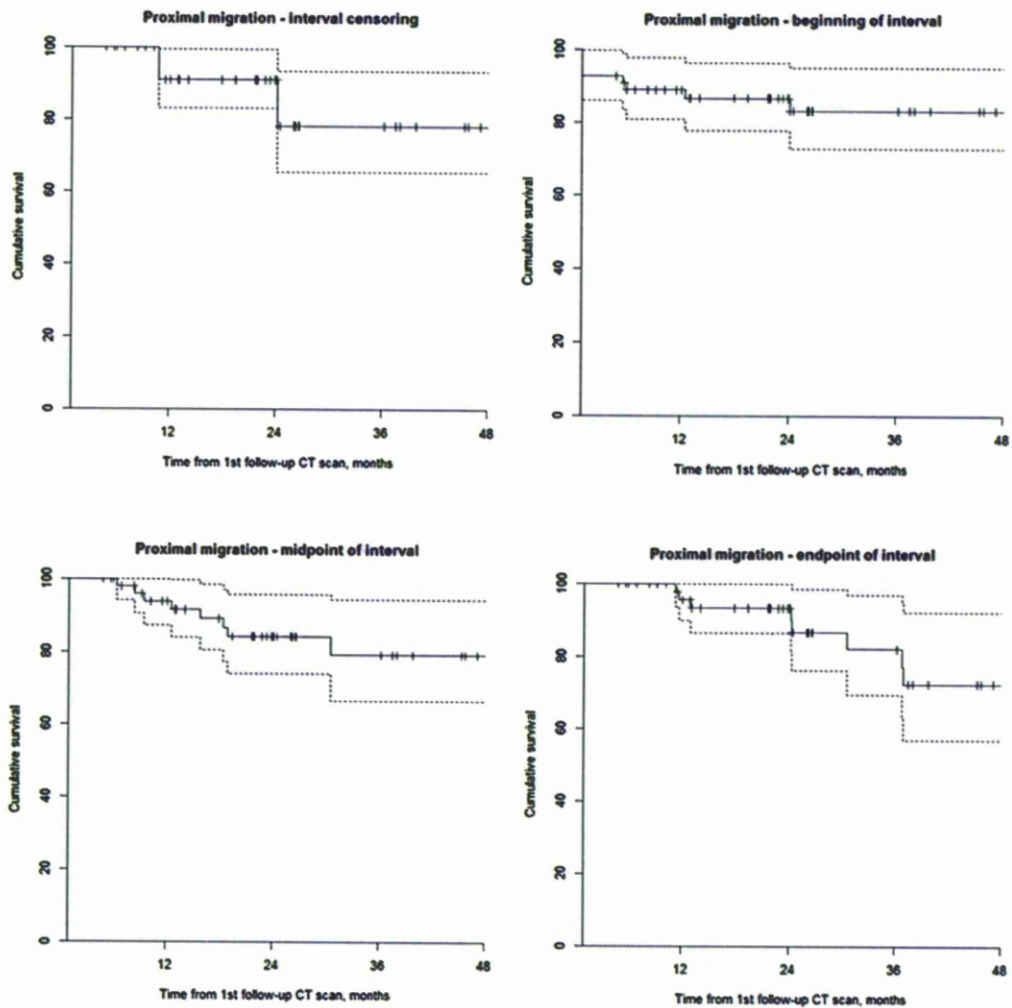 Proximal migration - interval censoring
100
80
60
40
20
0
Cumulative survival
12 24 36 48
Time from 1st follow-up CT scan, months
Proximal migration - beginning of interval
100
80
60
40
20
0
Cumulative survival
12 24 36 48
Time from 1st follow-up CT scan, months
Proximal migration - midpoint of interval
100
80
60
40
20
0
Cumulative survival
12 24 36 48
Time from 1st follow-up CT scan, months
Proximal migration - endpoint of interval
100
80
60
40
20
0
Cumulative survival
12 24 36 48
Time from 1st follow-up CT scan, months